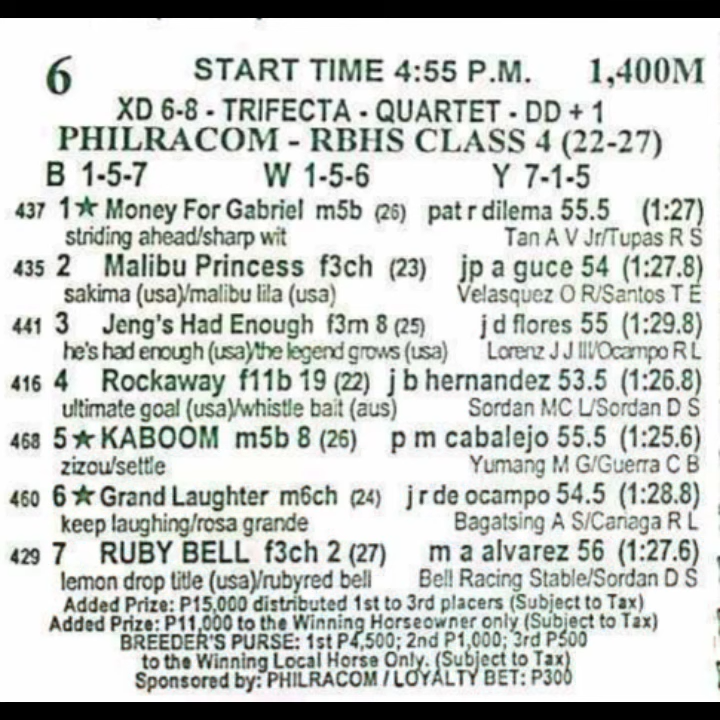 6 START TIME 4:55 P.M. 1,400M
XD 6-8 - TRIFECTA - QUARTET - DD + 1
PHILRACOM - RBHS CLASS 4 (22-27)
B 1-5-7 W 1-5-6 Y 7-1-5
437 1★ Money For Gabriel m5b (26) pat r dilema 55.5 (1:27)
striding ahead/sharp wit Tan A V Jr/Tupas R S
435 2 Malibu Princess f3ch (23) jp a guce 54 (1:27.8)
sakima (usa)/malibu lila (usa) Velasquez O R/Santos T E
441 3 Jeng's Had Enough f3rn 8 (25) j d flores 55 (1:29.8)
he's had enough (usa)/the legend grows (usa) Lorenz J J III/Ocampo R L
416 4 Rockaway f11b 19 (22) j b hernandez 53.5 (1:26.8)
ultimate goal (usa)/whistle bait (aus) Sordan MC L/Sordan D S
468 5★ KABOOM m5b 8 (26) p m cabalejo 55.5 (1:25.6)
zizou/settle Yumang M G/Guerra C B
460 6★ Grand Laughter m6ch (24) j r de ocampo 54.5 (1:28.8)
keep laughing/rosa grande Bagatsing A S/Cariaga R L
429 7 RUBY BELL f3ch 2 (27) m a alvarez 56 (1:27.6)
lemon drop title (usa)/rubyred bell Bell Racing Stable/Sordan D S
Added Prize: P15,000 distributed 1st to 3rd placers (Subject to Tax)
Added Prize: P11,000 to the Winning Horseowner only (Subject to Tax)
BREEDER'S PURSE: 1st P4,500; 2nd P1,000; 3rd P500
to the Winning Local Horse Only. (Subject to Tax)
Sponsored by: PHILRACOM / LOYALTY BET: P300